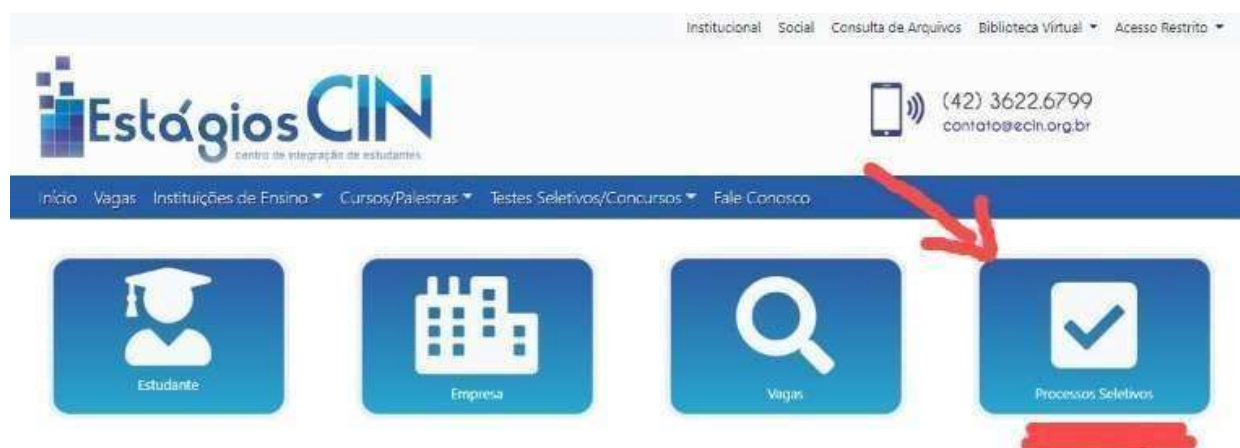 Institucional Social Consulta de Arquivos Biblioteca Virtual Acesso Restrito
Estágios CIN
centro de integração de estudantes
(42) 3622.6799
contato@ecin.org.br
Início Vagas Instituições de Ensino Cursos/Palestras Testes Seletivos/Concursos Fale Conosco
Estudante
Empresa
Vagas
Processos Seletivos